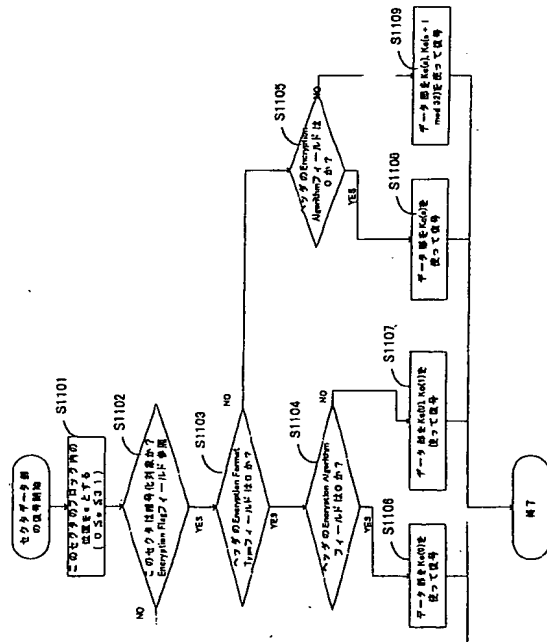 セクタデータ部
の復号開始
S1101
このセクタのブロック内の
位置をsとする
(0≦s≦31)
S1102
このセクタは暗号化対象か?
Encryption Flagフィールド参照
NO
YES
S1103
ヘッダのEncryption Format
Typeフィールドは0か?
NO
YES
S1104
ヘッダのEncryption Algorithm
フィールドは0か?
NO
YES
S1105
ヘッダのEncryption
Algorithmフィールドは
0か?
NO
YES
S1106
データ部をKc(0)を
使って復号
S1107
データ部をKc(0),Kc(1)を
使って復号
S1108
データ部をKc(s)を
使って復号
S1109
データ部をKc(s),Kc(s+1
mod 32)を使って復号
終了